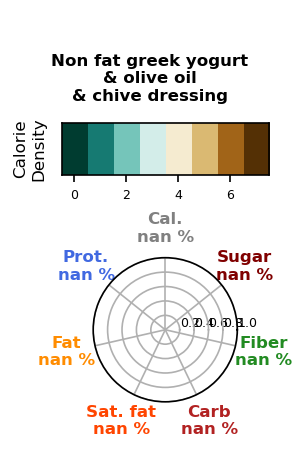 Non fat greek yogurt
& olive oil
& chive dressing
Calorie
Density
0 2 4 6
Cal.
nan %
Prot.
nan %
Sugar
nan %
0.2 0.4 0.6 0.8 1.0
Fat
nan %
Fiber
nan %
Sat. fat
nan %
Carb
nan %